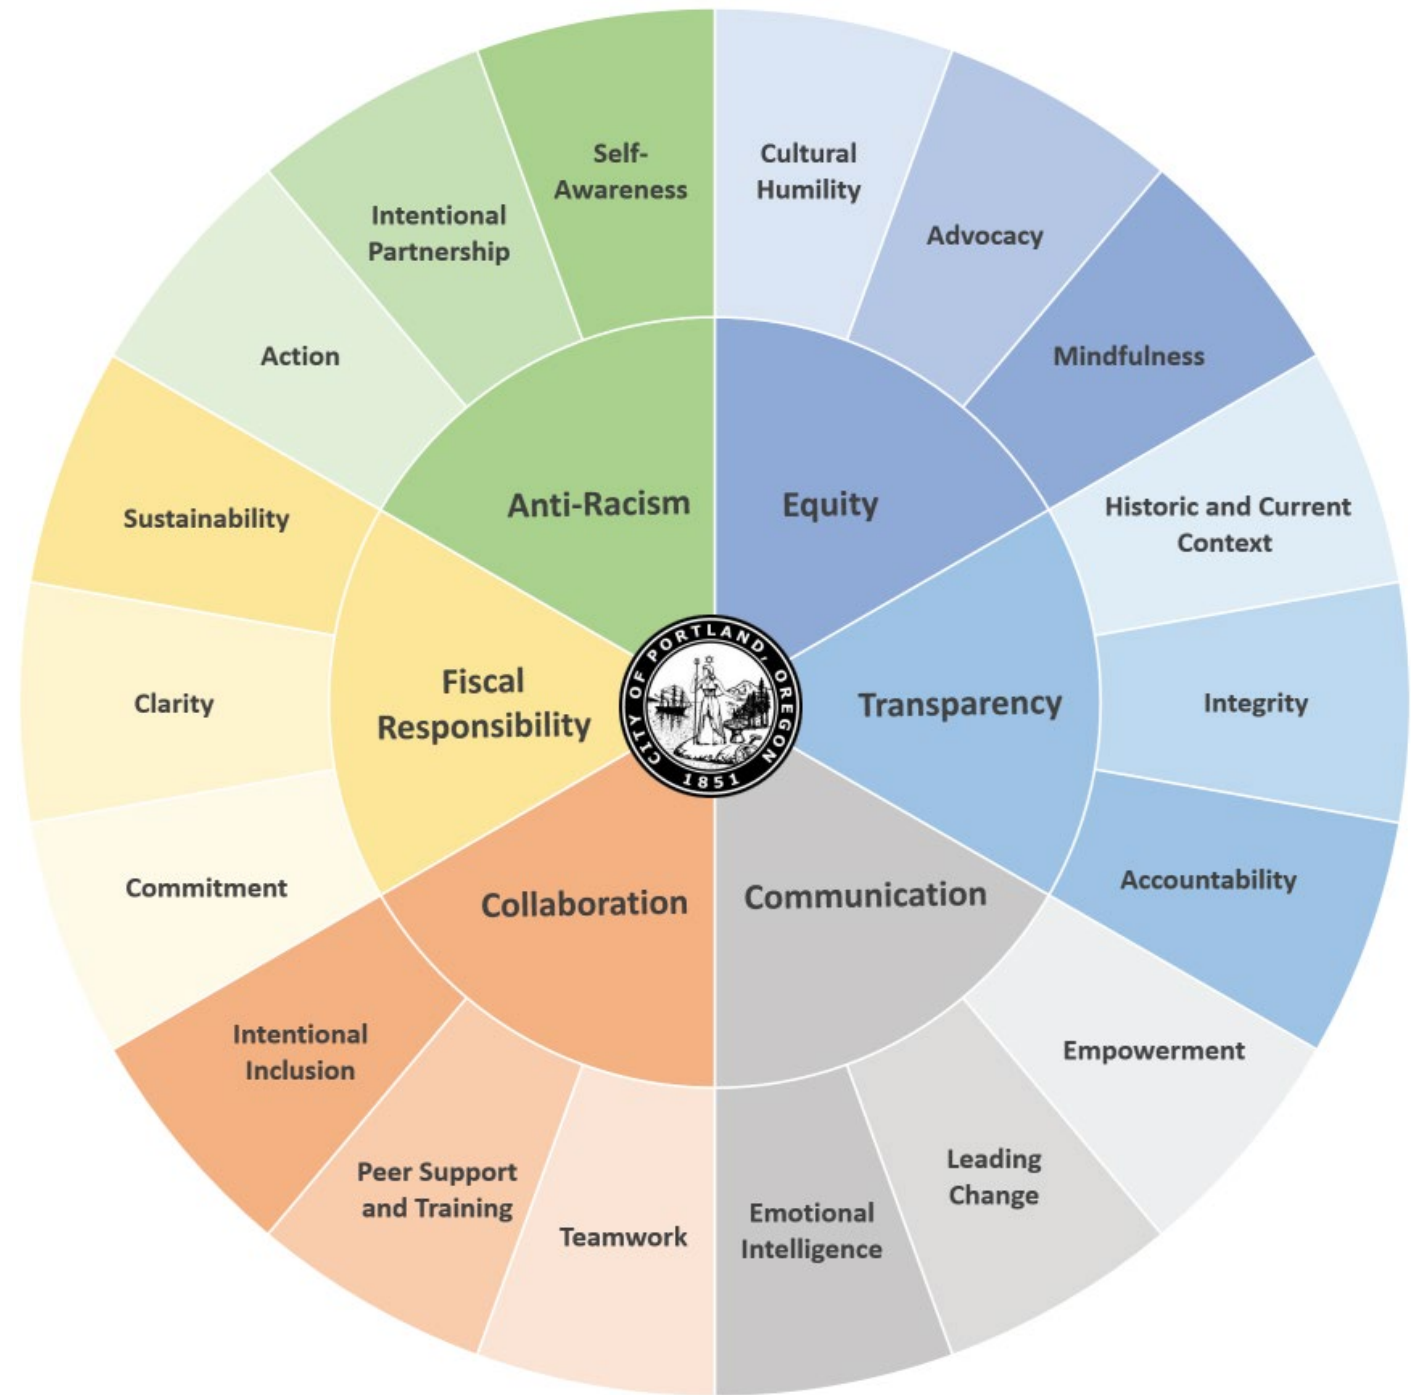 Self-
Awareness
Cultural
Humility
Advocacy
Mindfulness
Historic and Current
Context
Integrity
Accountability
Empowerment
Leading
Change
Emotional
Intelligence
Teamwork
Peer Support
and Training
Intentional
Inclusion
Commitment
Clarity
Sustainability
Action
Intentional
Partnership
Anti-Racism
Equity
Transparency
Communication
Collaboration
Fiscal
Responsibility
CITY OF PORTLAND, OREGON
1851